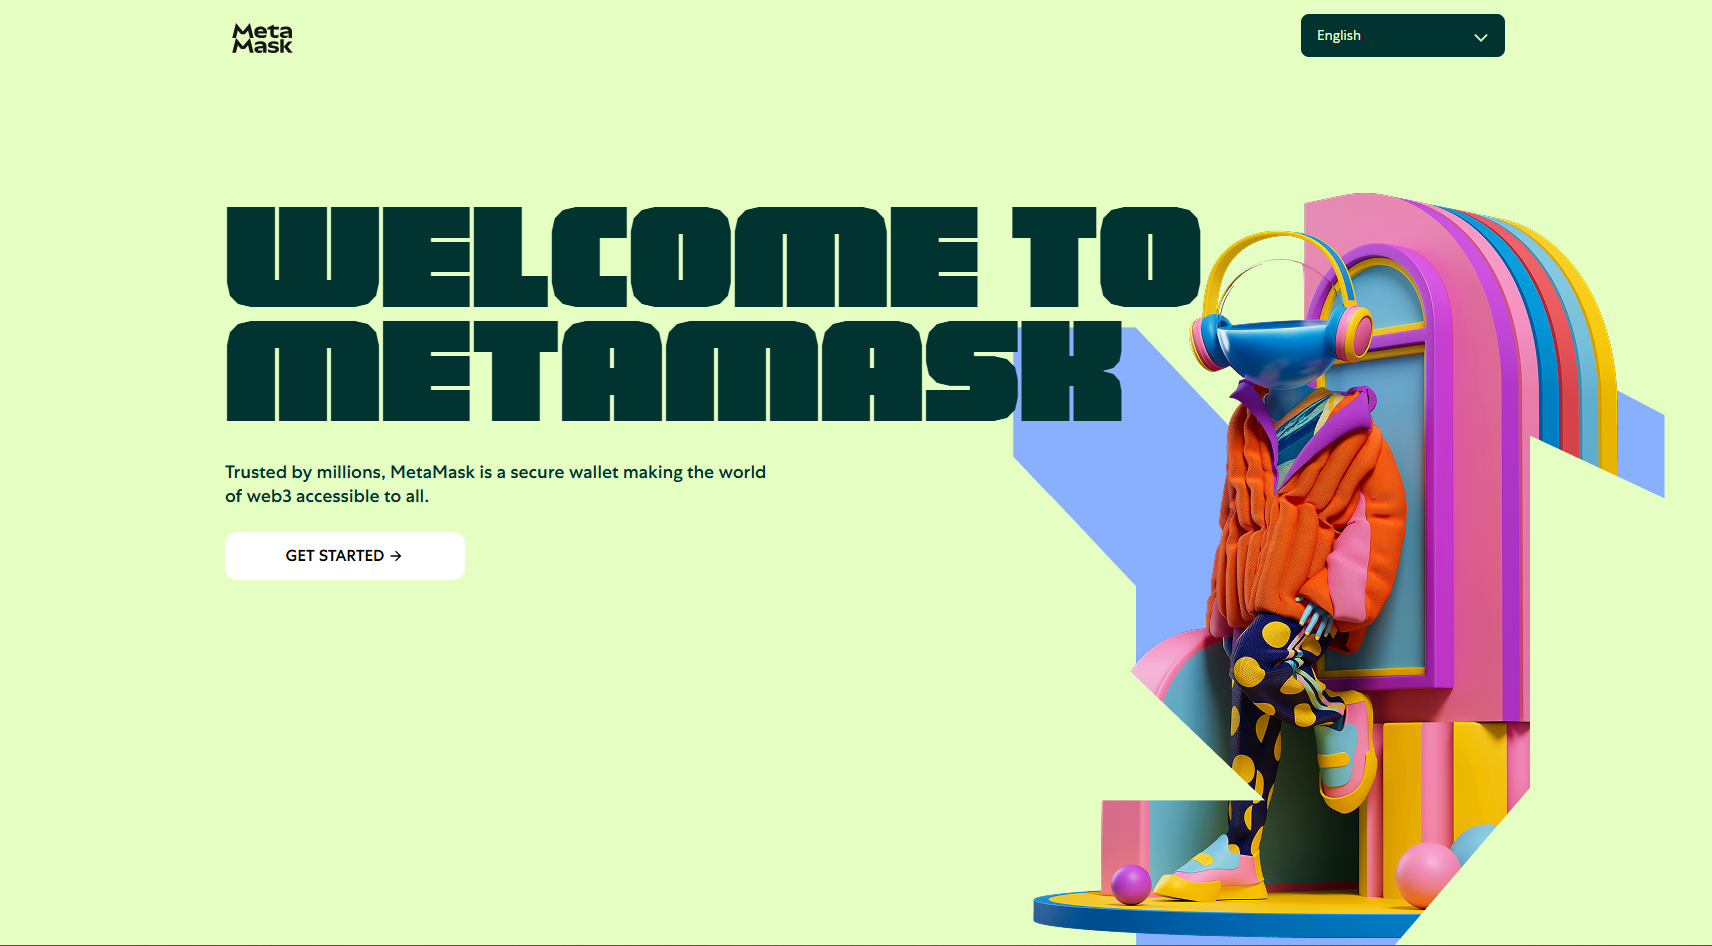 Meta
Mask
English
WELCOME TO
METAMASK
Trusted by millions, MetaMask is a secure wallet making the world
of web3 accessible to all.
GET STARTED →